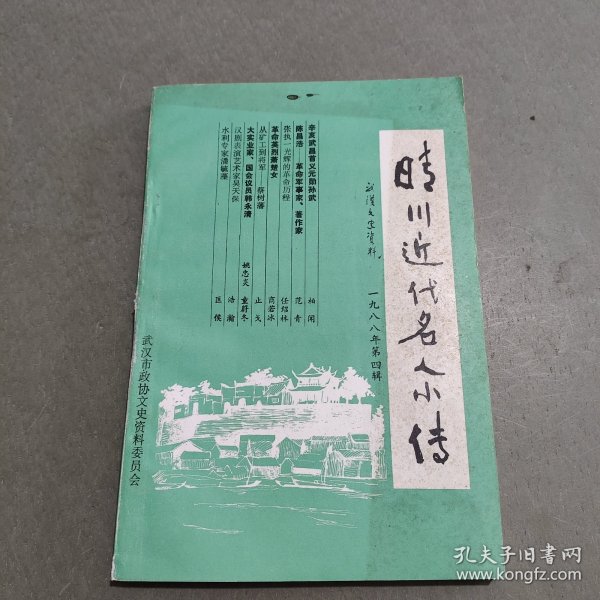 晴川近代名人小传
武汉文史资料
一九八八年第四辑
辛亥武昌首义元勋孙武 柏闲
陈昌浩——革命军事家、著作家 范青
张执一光辉的革命历程 任绍林
革命英烈萧楚女 商若冰
从矿工到将军——蔡树藩 止戈
大实业家、国会议员韩永清 姚忠炎 童舒冬
汉剧表演艺术家吴天保 浩瀚
水利专家潘毓鎏 匡侯
武汉市政协文史资料委员会
孔夫子旧书网
www.kongfz.com